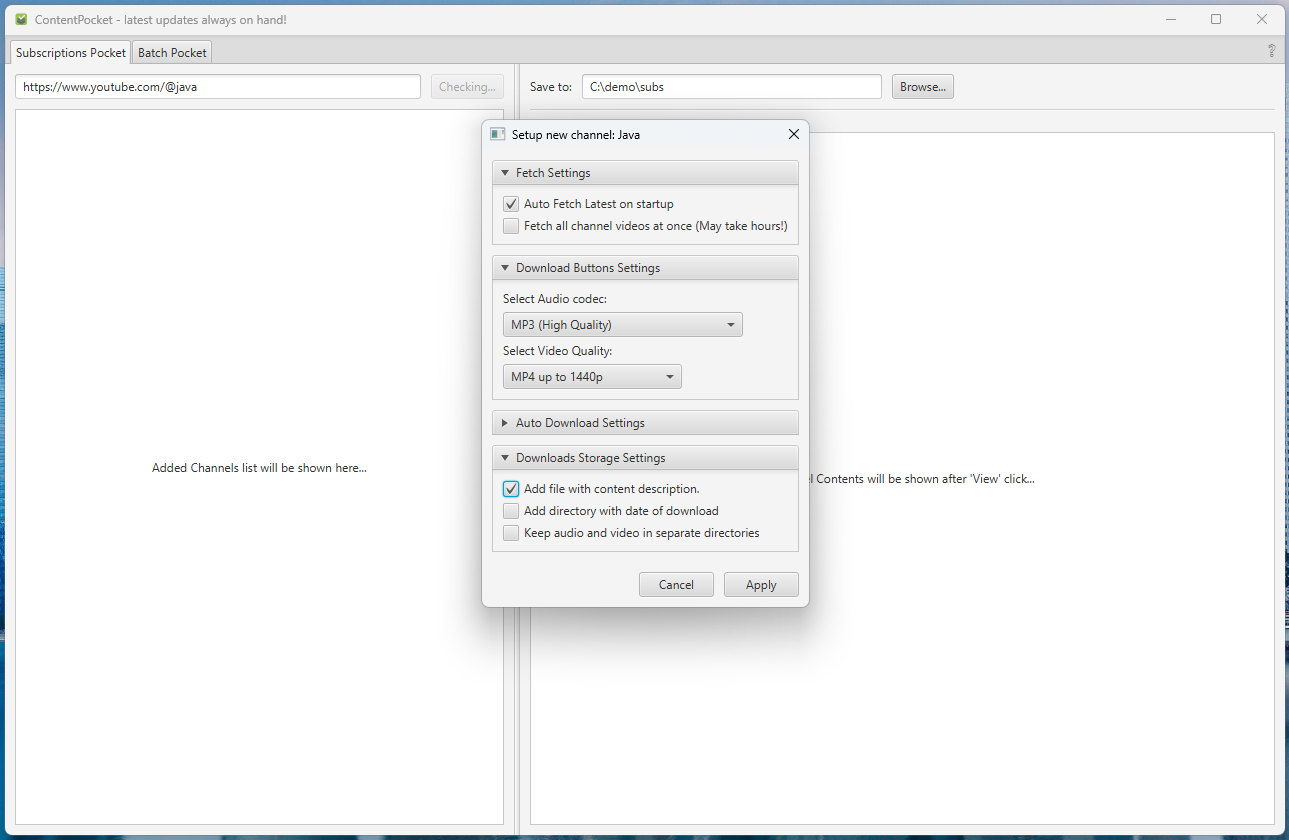 ContentPocket - latest updates always on hand!
Subscriptions Pocket
Batch Pocket
?
https://www.youtube.com/@java
Checking...
Save to:
C:\demo\subs
Browse...
Added Channels list will be shown here...
Contents will be shown after 'View' click...
Setup new channel: Java
Fetch Settings
Auto Fetch Latest on startup
Fetch all channel videos at once (May take hours!)
Download Buttons Settings
Select Audio codec:
MP3 (High Quality)
Select Video Quality:
MP4 up to 1440p
Auto Download Settings
Downloads Storage Settings
Add file with content description.
Add directory with date of download
Keep audio and video in separate directories
Cancel
Apply